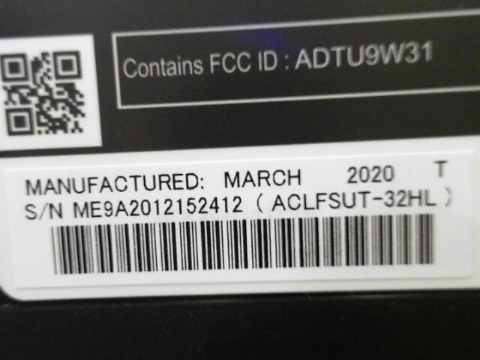 Contains FCC ID : ADTU9W31
MANUFACTURED: MARCH 2020 T
S/N ME9A2012152412 ( ACLFSUT-32HL )